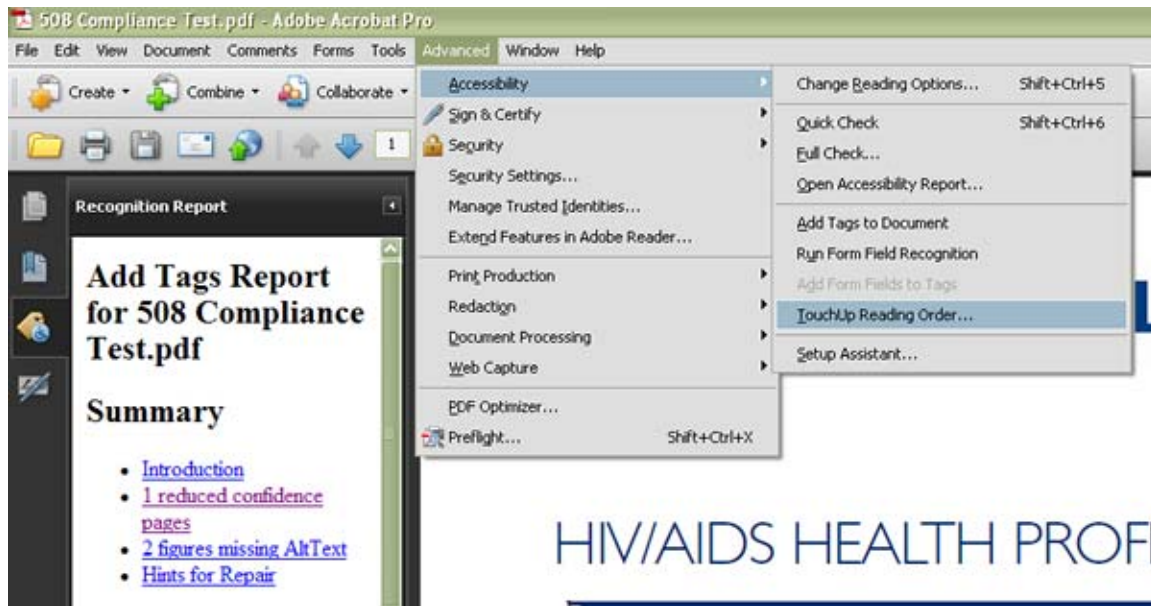 508 Compliance Test.pdf - Adobe Acrobat Pro
File Edit View Document Comments Forms Tools Advanced Window Help
Create Combine Collaborate
1
Accessibility
Sign & Certify
Security
Security Settings...
Manage Trusted Identities...
Extend Features in Adobe Reader...
Print Production
Redaction
Document Processing
Web Capture
PDF Optimizer...
Preflight... Shift+Ctrl+X
Change Reading Options... Shift+Ctrl+5
Quick Check Shift+Ctrl+6
Full Check...
Open Accessibility Report...
Add Tags to Document
Run Form Field Recognition
Add Form Fields to Tags
TouchUp Reading Order...
Setup Assistant...
Recognition Report
Add Tags Report
for 508 Compliance
Test.pdf
Summary
Introduction
1 reduced confidence
pages
2 figures missing AltText
Hints for Repair
HIV/AIDS HEALTH PROF